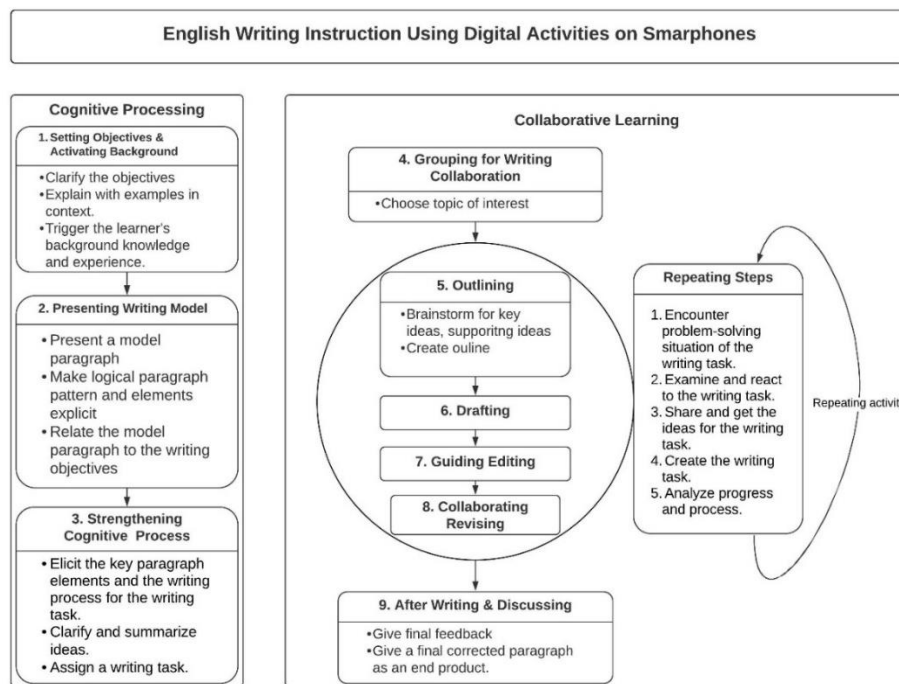 English Writing Instruction Using Digital Activities on Smarphones
Cognitive Processing
1. Setting Objectives &
Activating Background
•Clarify the objectives
•Explain with examples in
context.
•Trigger the learner's
background knowledge
and experience.
2. Presenting Writing Model
• Present a model
paragraph
• Make logical paragraph
pattern and elements
explicit
• Relate the model
paragraph to the writing
objectives
3. Strengthening
Cognitive Process
• Elicit the key paragraph
elements and the writing
process for the writing
task.
• Clarify and summarize
ideas.
• Assign a writing task.
Collaborative Learning
4. Grouping for Writing
Collaboration
•Choose topic of interest
5. Outlining
•Brainstorm for key
ideas, supporitng ideas
•Create ouline
6. Drafting
7. Guiding Editing
8. Collaborating
Revising
9. After Writing & Discussing
•Give final feedback
•Give a final corrected paragraph
as an end product.
Repeating Steps
1. Encounter
problem-solving
situation of the
writing task.
2. Examine and react
to the writing task.
3. Share and get the
ideas for the writing
task.
4. Create the writing
task.
5. Analyze progress
and process.
Repeating activit